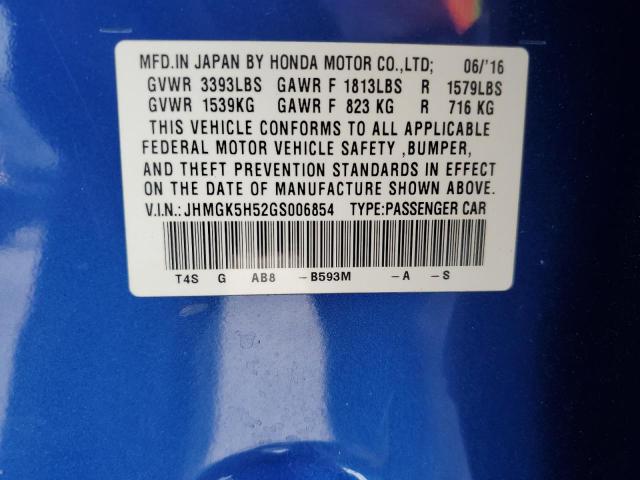 MFD.IN JAPAN BY HONDA MOTOR CO.,LTD; 06/'16
GVWR 3393LBS GAWR F 1813LBS R 1579LBS
GVWR 1539KG GAWR F 823 KG R 716 KG
THIS VEHICLE CONFORMS TO ALL APPLICABLE
FEDERAL MOTOR VEHICLE SAFETY ,BUMPER,
AND THEFT PREVENTION STANDARDS IN EFFECT
ON THE DATE OF MANUFACTURE SHOWN ABOVE.
V.I.N.:JHMGK5H52GS006854 TYPE:PASSENGER CAR
T4S G AB8 –B593M –A –S